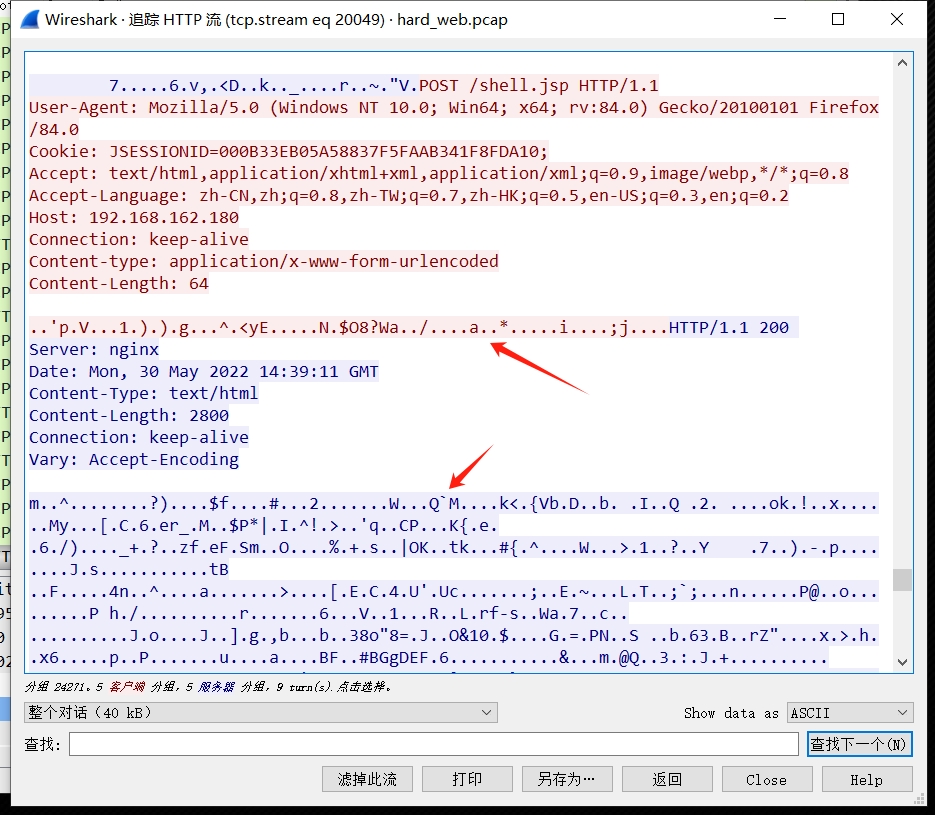 Wireshark · 追踪 HTTP 流 (tcp.stream eq 20049) · hard_web.pcap
7.....6.v,.<D..k.._....r..~."V.POST /shell.jsp HTTP/1.1
User-Agent: Mozilla/5.0 (Windows NT 10.0; Win64; x64; rv:84.0) Gecko/20100101 Firefox
/84.0
Cookie: JSESSIONID=000B33EB05A58837F5FAAB341F8FDA10;
Accept: text/html,application/xhtml+xml,application/xml;q=0.9,image/webp,*/*;q=0.8
Accept-Language: zh-CN,zh;q=0.8,zh-TW;q=0.7,zh-HK;q=0.5,en-US;q=0.3,en;q=0.2
Host: 192.168.162.180
Connection: keep-alive
Content-type: application/x-www-form-urlencoded
Content-Length: 64
..'p.V...1.).).g...^.<yE.....N.$O8?Wa../....a..*.....i....;j....HTTP/1.1 200
Server: nginx
Date: Mon, 30 May 2022 14:39:11 GMT
Content-Type: text/html
Content-Length: 2800
Connection: keep-alive
Vary: Accept-Encoding
m..^........?)....$f....#...2.......W...Q`M....k<.{Vb.D..b. .I..Q .2. ....ok.!..x....
..My...[.C.6.er_.M..$P*|.I.^!.>..'q..CP...K{.e.
.6./)...._+.?..zf.eF.Sm..O....%.+.s..|OK..tk...#{.^....W...>.1..?..Y .7..).-.p....
......J.s...........tB
..F.....4n..^....a.......>....[.E.C.4.U'.Uc.......;..E.~...L.T..;`;...n......P@..o...
.........P h./..........r.......6...V..1...R..L.rf-s..Wa.7..c..
..........J.o....J..].g.,b...b..38o"8=.J..O&10.$....G.=.PN..S ..b.63.B..rZ"....x.>.h.
.x6.....p..P.......u....a....BF..#BGgDEF.6...........&...m.@Q..3.:.J.+..........
分组 24271。5 客户端 分组，5 服务器 分组，9 turn(s). 点击选择。
整个对话 (40 kB)
Show data as ASCII
查找:
查找下一个(N)
滤掉此流 打印 另存为… 返回 Close Help